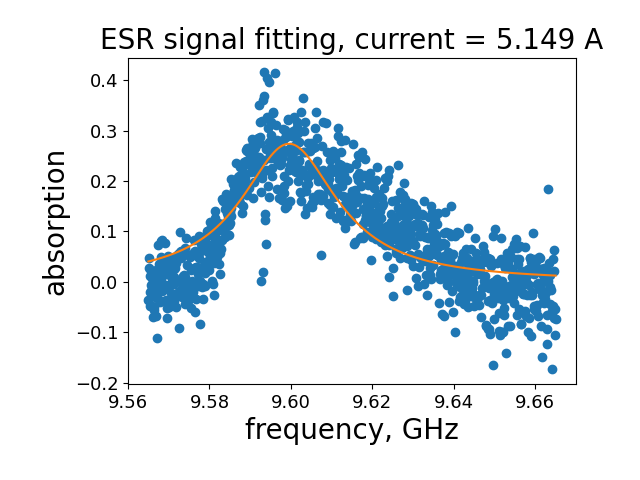 ESR signal fitting, current = 5.149 A
absorption
0.4
0.3
0.2
0.1
0.0
−0.1
−0.2
9.56 9.58 9.60 9.62 9.64 9.66
frequency, GHz